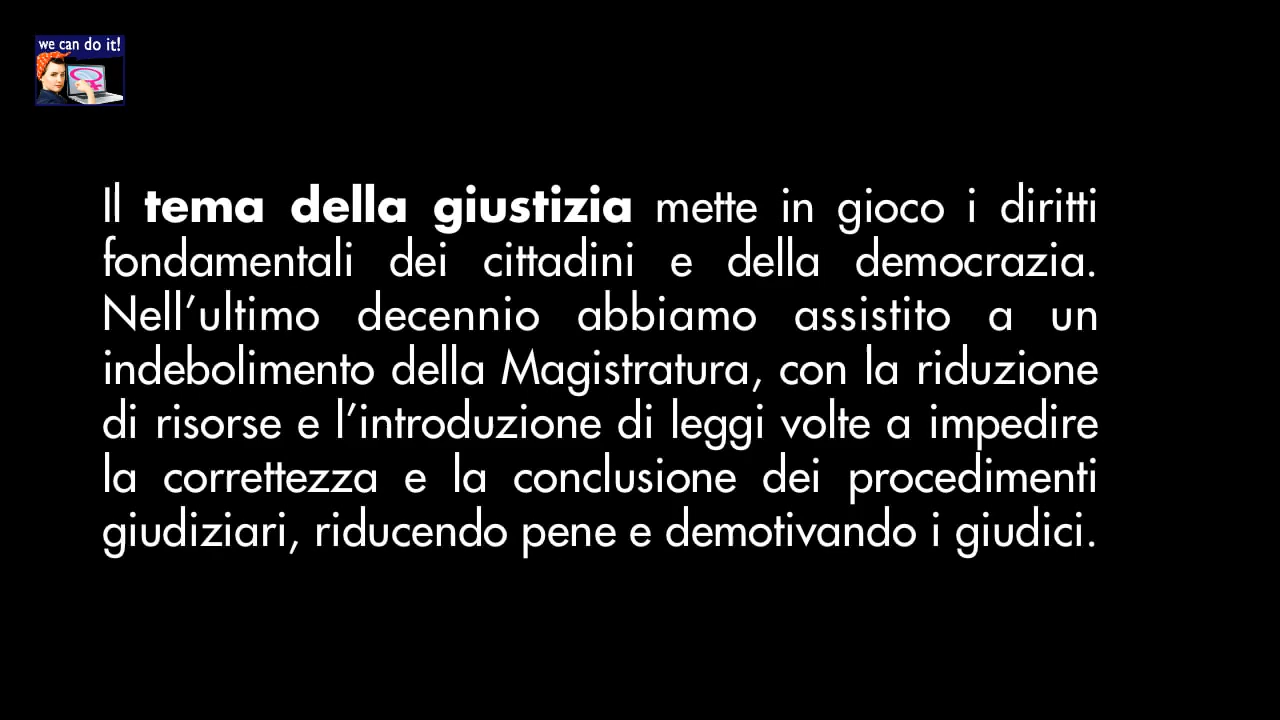 we can do it!
Il tema della giustizia mette in gioco i diritti
fondamentali dei cittadini e della democrazia.
Nell’ultimo decennio abbiamo assistito a un
indebolimento della Magistratura, con la riduzione
di risorse e l’introduzione di leggi volte a impedire
la correttezza e la conclusione dei procedimenti
giudiziari, riducendo pene e demotivando i giudici.